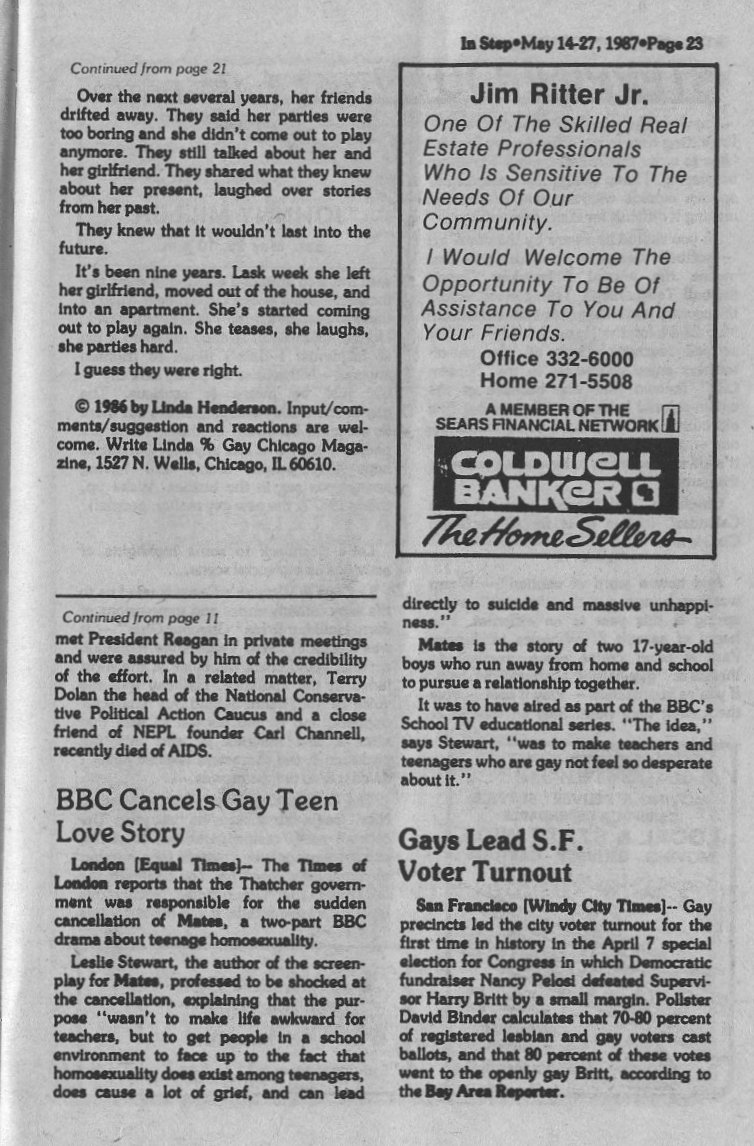 In Step•May 14-27, 1987•Page 23
Continued from page 21
Over the next several years, her friends
drifted away. They said her parties were
too boring and she didn't come out to play
anymore. They still talked about her and
her girlfriend. They shared what they knew
about her present, laughed over stories
from her past.
They knew that it wouldn't last into the
future.
It's been nine years. Lask week she left
her girlfriend, moved out of the house, and
into an apartment. She's started coming
out to play again. She teases, she laughs,
she parties hard.
I guess they were right.
© 1986 by Linda Henderson. Input/com-
ments/suggestion and reactions are wel-
come. Write Linda % Gay Chicago Maga-
zine, 1527 N. Wells, Chicago, IL 60610.
Jim Ritter Jr.
One Of The Skilled Real
Estate Professionals
Who Is Sensitive To The
Needs Of Our
Community.
I Would Welcome The
Opportunity To Be Of
Assistance To You And
Your Friends.
Office 332-6000
Home 271-5508
A MEMBER OF THE
SEARS FINANCIAL NETWORK
COLDWELL
BANKER
The Home Sellers
Continued from page 11
met President Reagan in private meetings
and were assured by him of the credibility
of the effort. In a related matter, Terry
Dolan the head of the National Conserva-
tive Political Action Caucus and a close
friend of NEPL founder Carl Channell,
recently died of AIDS.
BBC Cancels Gay Teen
Love Story
London [Equal Times]-- The Times of
London reports that the Thatcher govern-
ment was responsible for the sudden
cancellation of Mates, a two-part BBC
drama about teenage homosexuality.
Leslie Stewart, the author of the screen-
play for Mates, professed to be shocked at
the cancellation, explaining that the pur-
pose "wasn't to make life awkward for
teachers, but to get people in a school
environment to face up to the fact that
homosexuality does exist among teenagers,
does cause a lot of grief, and can lead
directly to suicide and massive unhappi-
ness."
Mates is the story of two 17-year-old
boys who run away from home and school
to pursue a relationship together.
It was to have aired as part of the BBC's
School TV educational series. "The idea,"
says Stewart, "was to make teachers and
teenagers who are gay not feel so desperate
about it."
Gays Lead S.F.
Voter Turnout
San Francisco [Windy City Times]-- Gay
precincts led the city voter turnout for the
first time in history in the April 7 special
election for Congress in which Democratic
fundraiser Nancy Pelosi defeated Supervi-
sor Harry Britt by a small margin. Pollster
David Binder calculates that 70-80 percent
of registered lesbian and gay voters cast
ballots, and that 80 percent of these votes
went to the openly gay Britt, according to
the Bay Area Reporter.